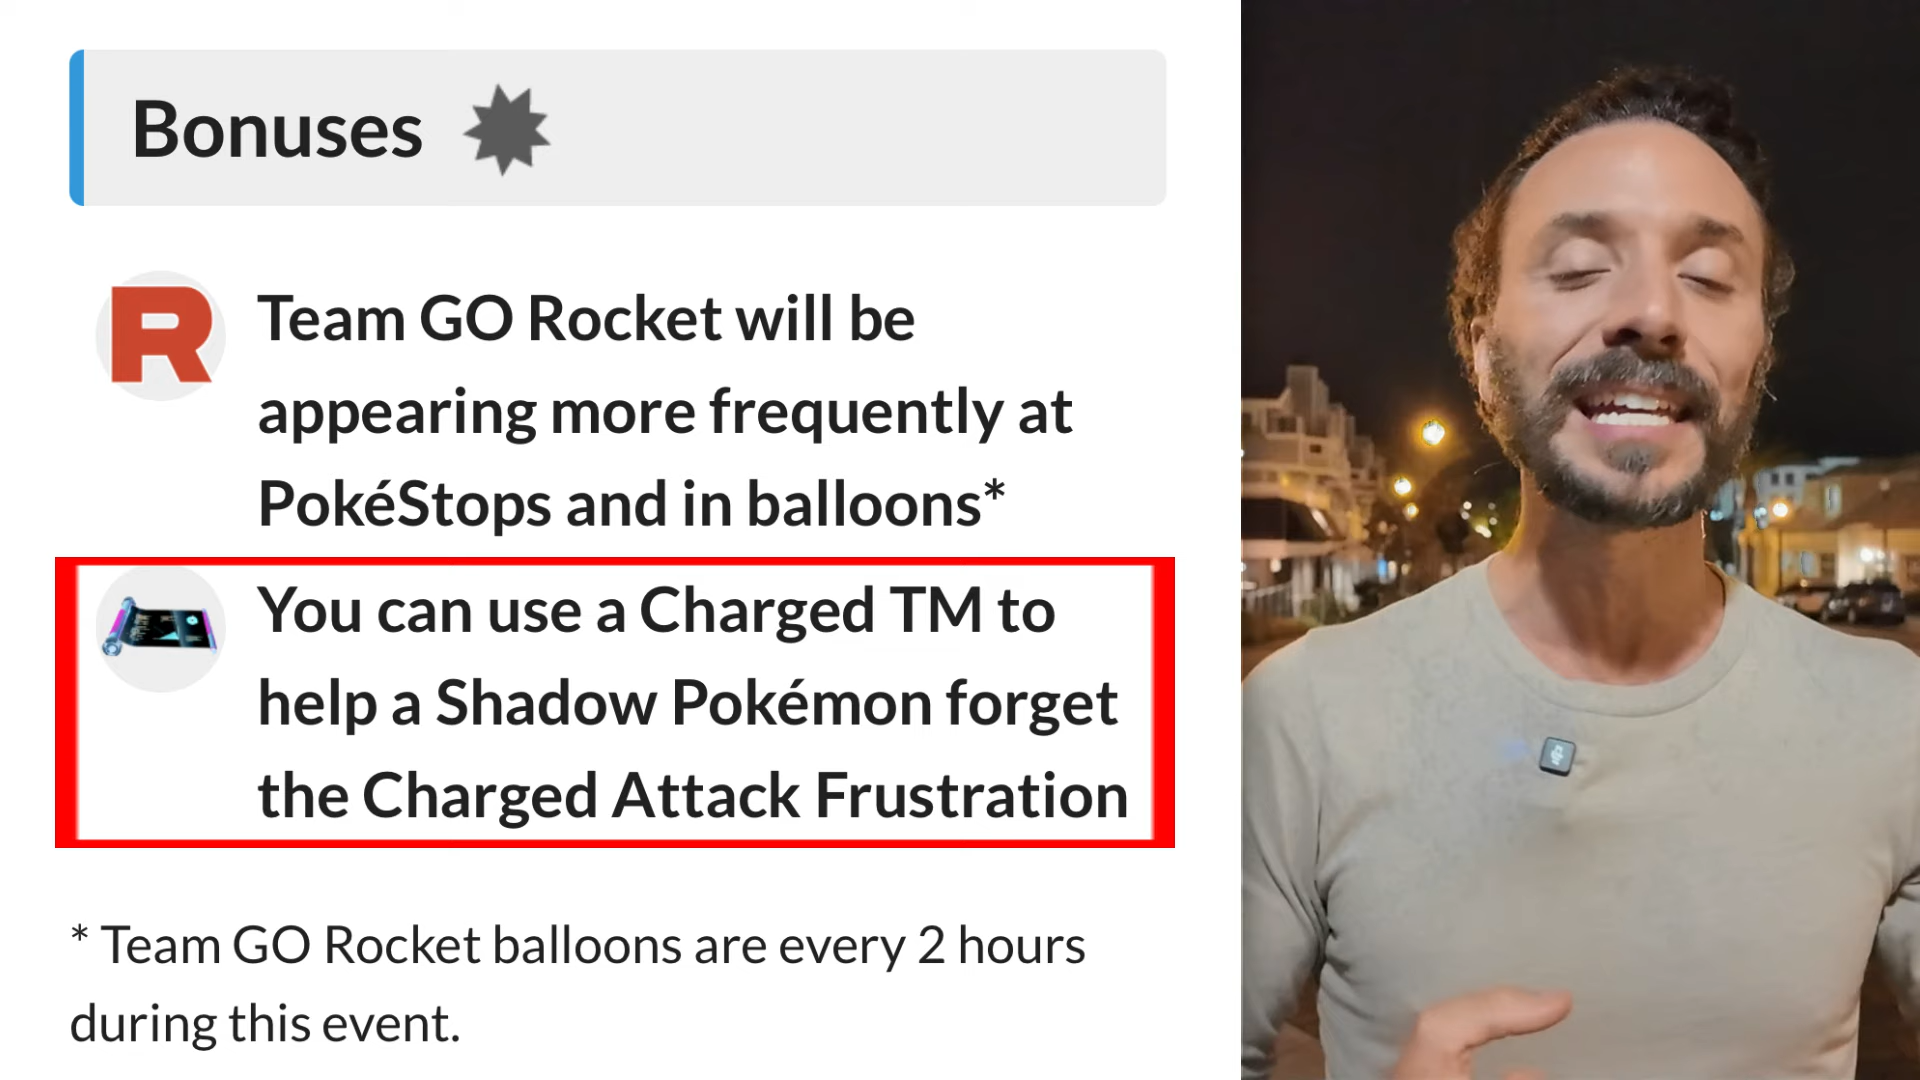 Bonuses
R
Team GO Rocket will be
appearing more frequently at
PokéStops and in balloons*
You can use a Charged TM to
help a Shadow Pokémon forget
the Charged Attack Frustration
* Team GO Rocket balloons are every 2 hours
during this event.